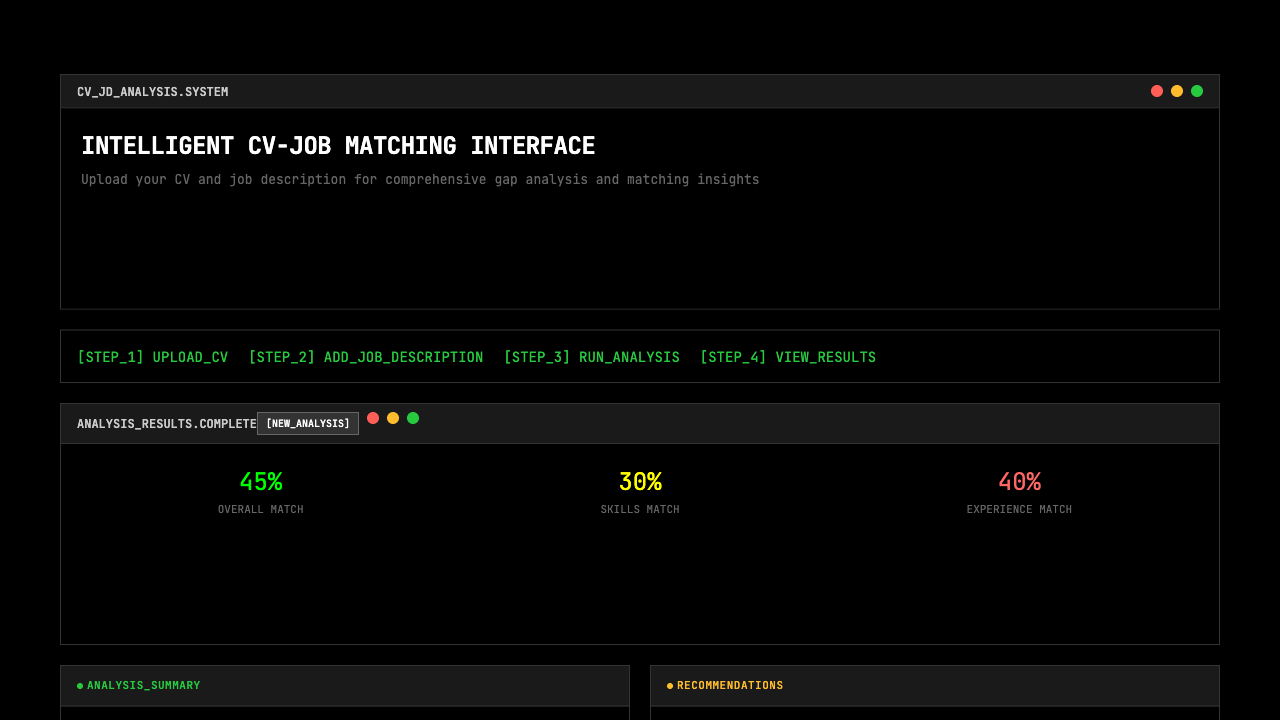 CV_JD_ANALYSIS.SYSTEM
INTELLIGENT CV-JOB MATCHING INTERFACE
Upload your CV and job description for comprehensive gap analysis and matching insights
[STEP_1] UPLOAD_CV [STEP_2] ADD_JOB_DESCRIPTION [STEP_3] RUN_ANALYSIS [STEP_4] VIEW_RESULTS
ANALYSIS_RESULTS.COMPLETE [NEW_ANALYSIS]
45% 30% 40%
OVERALL MATCH SKILLS MATCH EXPERIENCE MATCH
ANALYSIS_SUMMARY RECOMMENDATIONS